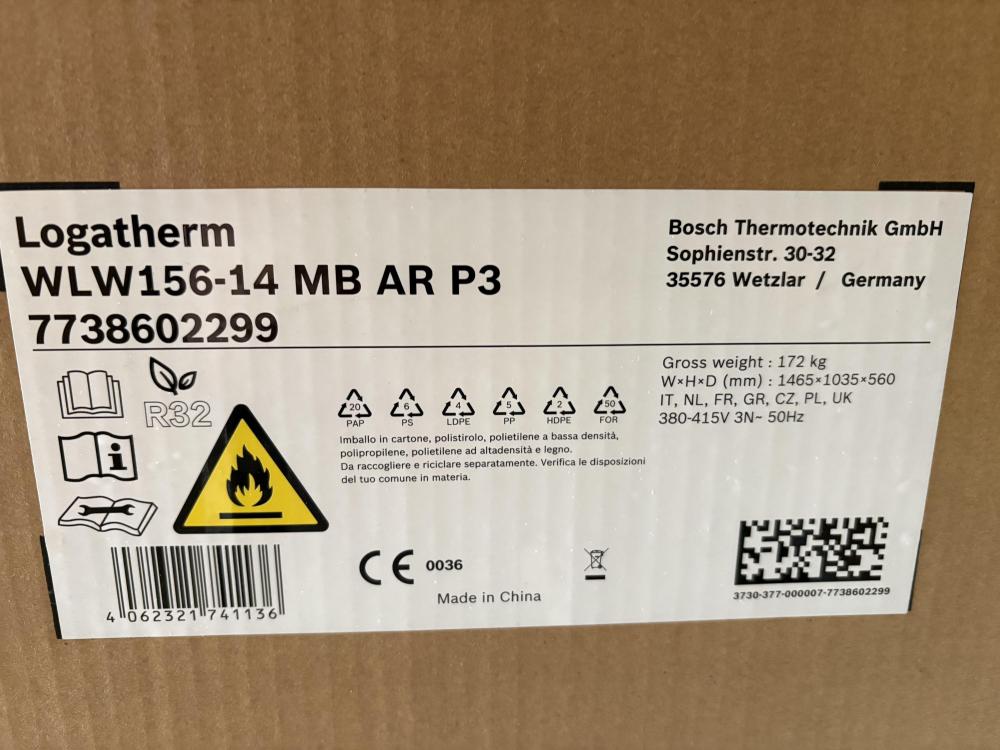 Logatherm
WLW156-14 MB AR P3
7738602299
Bosch Thermotechnik GmbH
Sophienstr. 30-32
35576 Wetzlar / Germany
Gross weight : 172 kg
W×H×D (mm) : 1465×1035×560
IT, NL, FR, GR, CZ, PL, UK
380-415V 3N~ 50Hz
R32
i
20 6 4 5 2 50
PAP PS LDPE PP HDPE FOR
Imballo in cartone, polistirolo, polietilene a bassa densità,
polipropilene, polietilene ad altadensità e legno.
Da raccogliere e riciclare separatamente. Verifica le disposizioni
del tuo comune in materia.
4 062321 741136
CE 0036
Made in China
3730-377-000007-7738602299